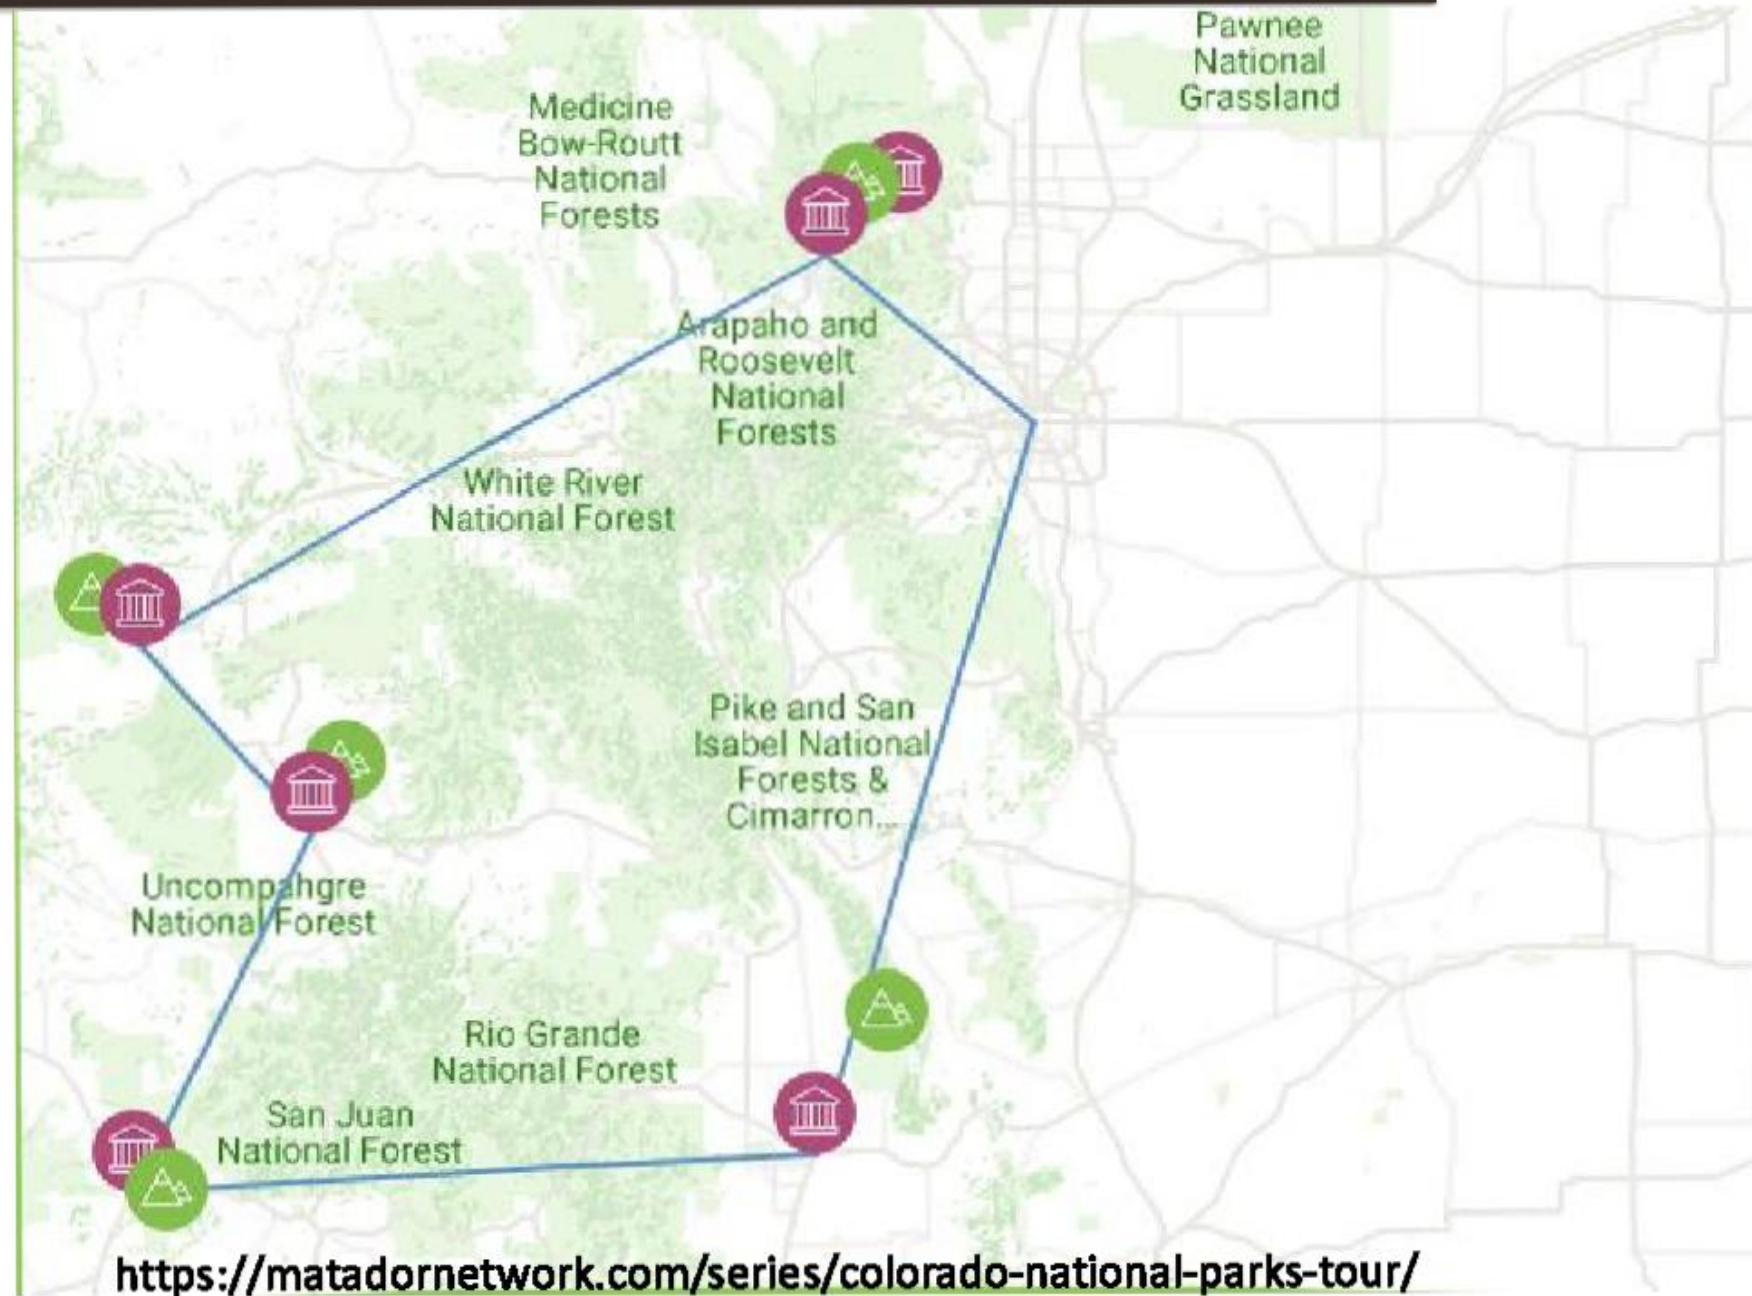 Pawnee
National
Grassland
Medicine
Bow-Routt
National
Forests
Arapaho and
Roosevelt
National
Forests
White River
National Forest
Pike and San
Isabel National
Forests &
Cimarron...
Uncompahgre
National Forest
Rio Grande
National Forest
San Juan
National Forest
https://matadornetwork.com/series/colorado-national-parks-tour/